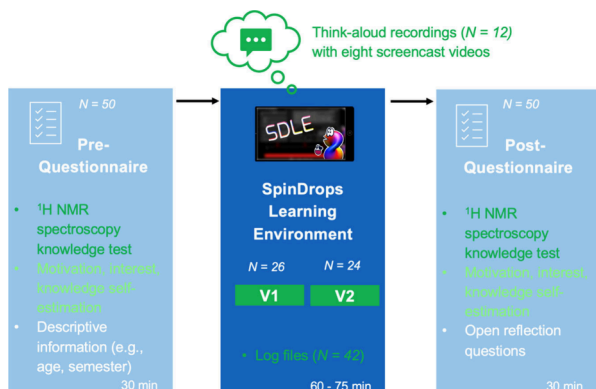 Think-aloud recordings (N = 12)
with eight screencast videos
N = 50
Pre-
Questionnaire
• ¹H NMR
spectroscopy
knowledge test
• Motivation, interest,
knowledge self-
estimation
• Descriptive
information (e.g.,
age, semester)
30 min
SDLE
SpinDrops
Learning
Environment
N = 26 N = 24
V1 V2
• Log files (N = 42)
60 - 75 min
N = 50
Post-
Questionnaire
• ¹H NMR
spectroscopy
knowledge test
• Motivation, interest,
knowledge self-
estimation
• Open reflection
questions
30 min